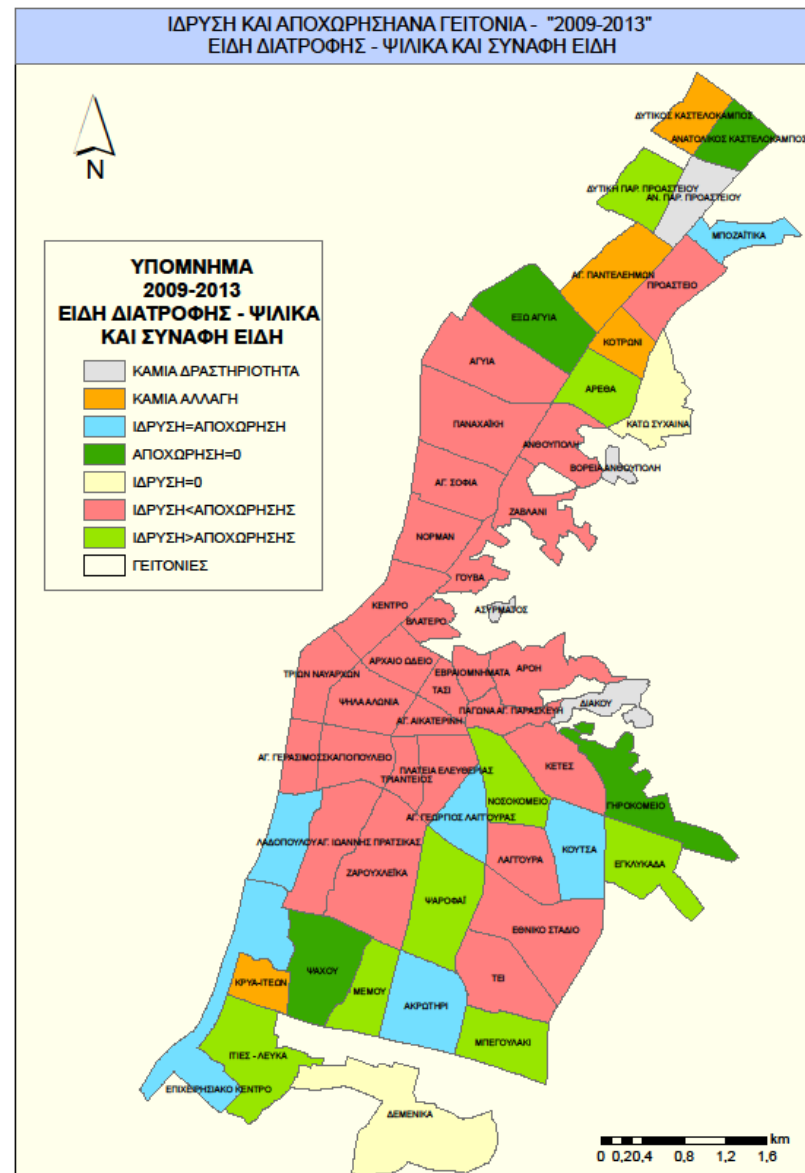 ΙΔΡΥΣΗ ΚΑΙ ΑΠΟΧΩΡΗΣΗΑΝΑ ΓΕΙΤΟΝΙΑ - "2009-2013"
ΕΙΔΗ ΔΙΑΤΡΟΦΗΣ - ΨΙΛΙΚΑ ΚΑΙ ΣΥΝΑΦΗ ΕΙΔΗ
N
ΥΠΟΜΝΗΜΑ
2009-2013
ΕΙΔΗ ΔΙΑΤΡΟΦΗΣ - ΨΙΛΙΚΑ
ΚΑΙ ΣΥΝΑΦΗ ΕΙΔΗ
ΚΑΜΙΑ ΔΡΑΣΤΗΡΙΟΤΗΤΑ
ΚΑΜΙΑ ΑΛΛΑΓΗ
ΙΔΡΥΣΗ=ΑΠΟΧΩΡΗΣΗ
ΑΠΟΧΩΡΗΣΗ=0
ΙΔΡΥΣΗ=0
ΙΔΡΥΣΗ<ΑΠΟΧΩΡΗΣΗΣ
ΙΔΡΥΣΗ>ΑΠΟΧΩΡΗΣΗΣ
ΓΕΙΤΟΝΙΕΣ
ΔΥΤΙΚΟΣ ΚΑΣΤΕΛΟΚΑΜΠΟΣ
ΑΝΑΤΟΛΙΚΟΣ ΚΑΣΤΕΛΟΚΑΜΠΟΣ
ΔΥΤΙΚΗ ΠΑΡ. ΠΡΟΑΣΤΕΙΟΥ
ΑΝ. ΠΑΡ. ΠΡΟΑΣΤΕΙΟΥ
ΜΠΟΖΑΪΤΙΚΑ
ΑΓ. ΠΑΝΤΕΛΕΗΜΩΝ
ΠΡΟΑΣΤΕΙΟ
ΕΞΩ ΑΓΥΙΑ
ΚΟΤΡΩΝΙ
ΑΓΥΙΑ
ΑΡΕΘΑ
ΠΑΝΑΧΑΪΚΗ
ΚΑΤΩ ΣΥΧΑΙΝΑ
ΑΝΘΟΥΠΟΛΗ
ΒΟΡΕΙΑ ΑΝΘΟΥΠΟΛΗ
ΑΓ. ΣΟΦΙΑ
ΖΑΒΛΑΝΙ
ΝΟΡΜΑΝ
ΓΟΥΒΑ
ΚΕΝΤΡΟ
ΑΣΥΡΜΑΤΟΣ
ΒΛΑΤΕΡΟ
ΑΡΧΑΙΟ ΩΔΕΙΟ
ΤΡΙΩΝ ΝΑΥΑΡΧΩΝ
ΕΒΡΑΙΟΜΝΗΜΑΤΑ
ΑΡΟΗ
ΤΑΣΙ
ΨΗΛΑ ΑΛΩΝΙΑ
ΔΙΑΚΟΥ
ΠΑΓΩΝΑ
ΑΓ. ΠΑΡΑΣΚΕΥΗ
ΑΓ. ΑΙΚΑΤΕΡΙΝΗ
ΑΓ. ΓΕΡΑΣΙΜΟΣ
ΣΚΑΓΙΟΠΟΥΛΕΙΟ
ΚΕΤΕΣ
ΠΛΑΤΕΙΑ ΕΛΕΥΘΕΡΙΑΣ
ΤΡΙΑΝΤΕΙΟΣ
ΝΟΣΟΚΟΜΕΙΟ
ΓΗΡΟΚΟΜΕΙΟ
ΑΓ. ΓΕΩΡΓΙΟΣ ΛΑΓΓΟΥΡΑΣ
ΛΑΔΟΠΟΥΛΟΥ
ΑΓ. ΙΩΑΝΝΗΣ ΠΡΑΤΣΙΚΑΣ
ΚΟΥΤΣΑ
ΛΑΓΓΟΥΡΑ
ΕΓΛΥΚΑΔΑ
ΖΑΡΟΥΧΛΕΪΚΑ
ΨΑΡΟΦΑΪ
ΕΘΝΙΚΟ ΣΤΑΔΙΟ
ΨΑΧΟΥ
ΤΕΙ
ΚΡΥΑ-ΙΤΕΩΝ
ΜΕΜΟΥ
ΑΚΡΩΤΗΡΙ
ΜΠΕΓΟΥΛΑΚΙ
ΙΤΙΕΣ - ΛΕΥΚΑ
ΕΠΙΧΕΙΡΗΣΙΑΚΟ ΚΕΝΤΡΟ
ΔΕΜΕΝΙΚΑ
km
0 0,20,4 0,8 1,2 1,6